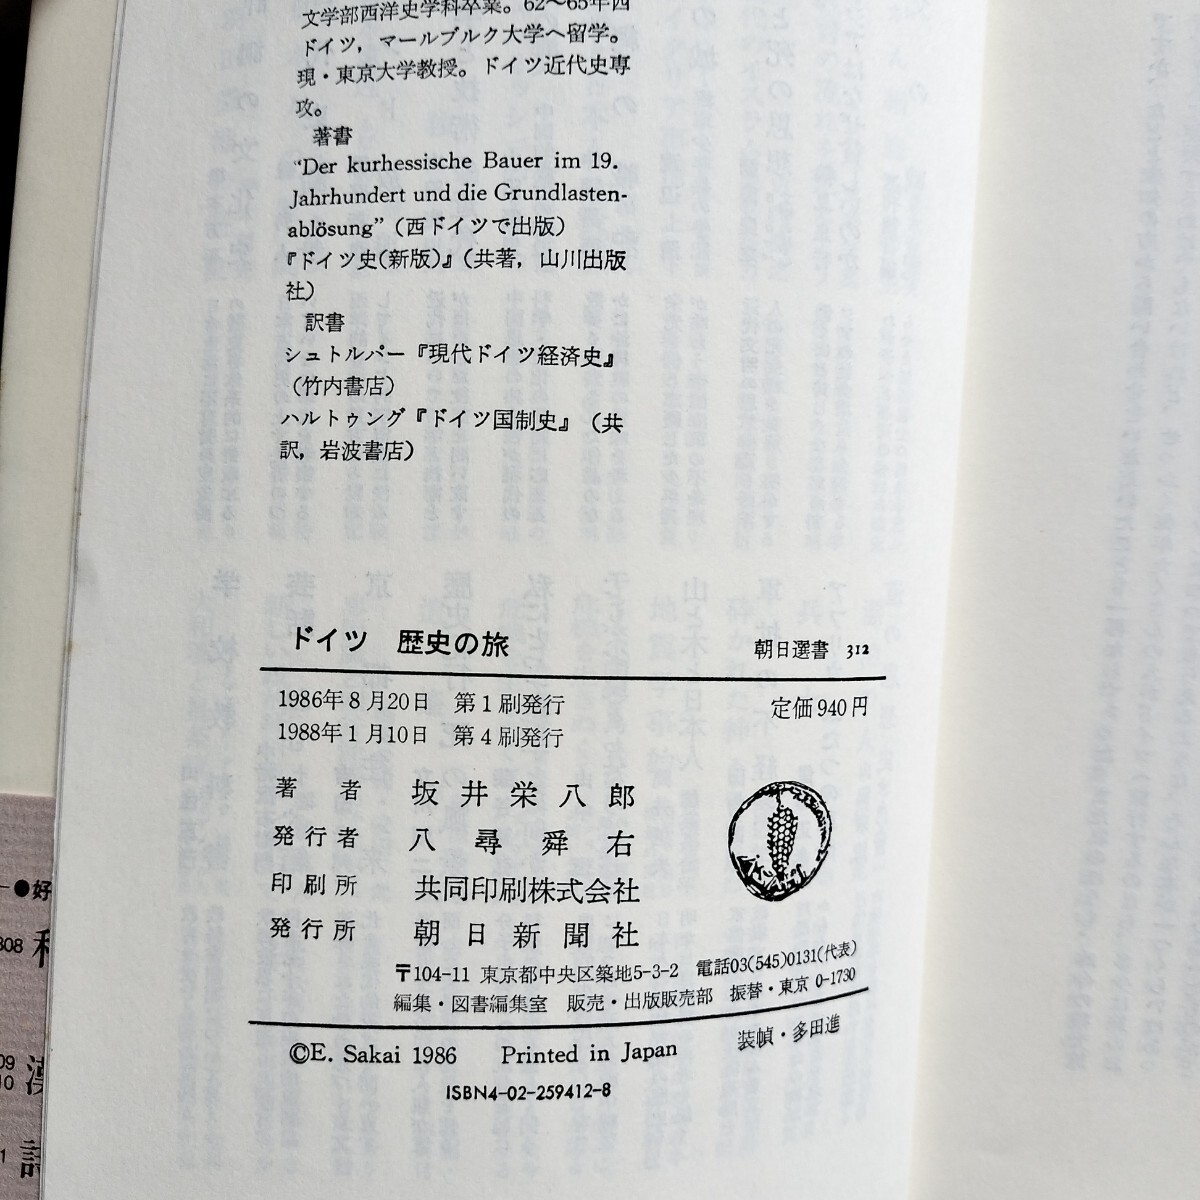 文学部西洋史学科卒業。62〜65年西
ドイツ，マールブルク大学へ留学。
現・東京大学教授。ドイツ近代史専
攻。
著書
"Der kurhessische Bauer im 19.
Jahrhundert und die Grundlasten-
ablösung"（西ドイツで出版）
『ドイツ史(新版)』（共著，山川出版
社）
訳書
シュトルパー『現代ドイツ経済史』
（竹内書店）
ハルトゥング『ドイツ国制史』（共
訳，岩波書店）
ドイツ　歴史の旅　朝日選書 312
1986年8月20日　第1刷発行　定価940円
1988年1月10日　第4刷発行
著　者　坂井栄八郎
発行者　八尋舜右
印刷所　共同印刷株式会社
発行所　朝日新聞社
〒104-11 東京都中央区築地5-3-2　電話03(545)0131(代表)
編集・図書編集室　販売・出版販売部　振替・東京 0-1730
装幀・多田進
©E. Sakai 1986　Printed in Japan
ISBN4-02-259412-8